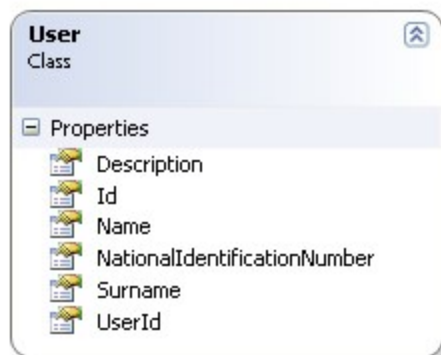 User
Class
Properties
Description
Id
Name
NationalIdentificationNumber
Surname
UserId